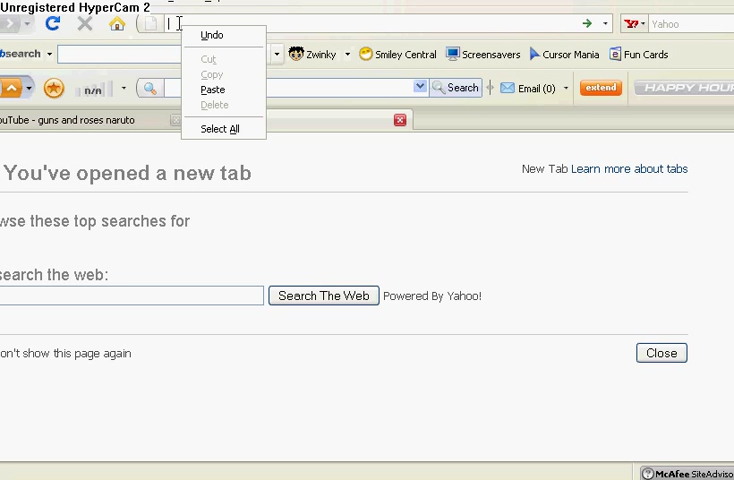 Unregistered HyperCam 2
Yahoo
Undo
Cut
Copy
Paste
Delete
Select All
bsearch
Zwinky
Smiley Central
Screensavers
Cursor Mania
Fun Cards
n/n
Search
Email (0)
extend
HAPPY HOU
ouTube - guns and roses naruto
You've opened a new tab
New Tab Learn more about tabs
wse these top searches for
search the web:
Search The Web
Powered By Yahoo!
on't show this page again
Close
McAfee SiteAdviso